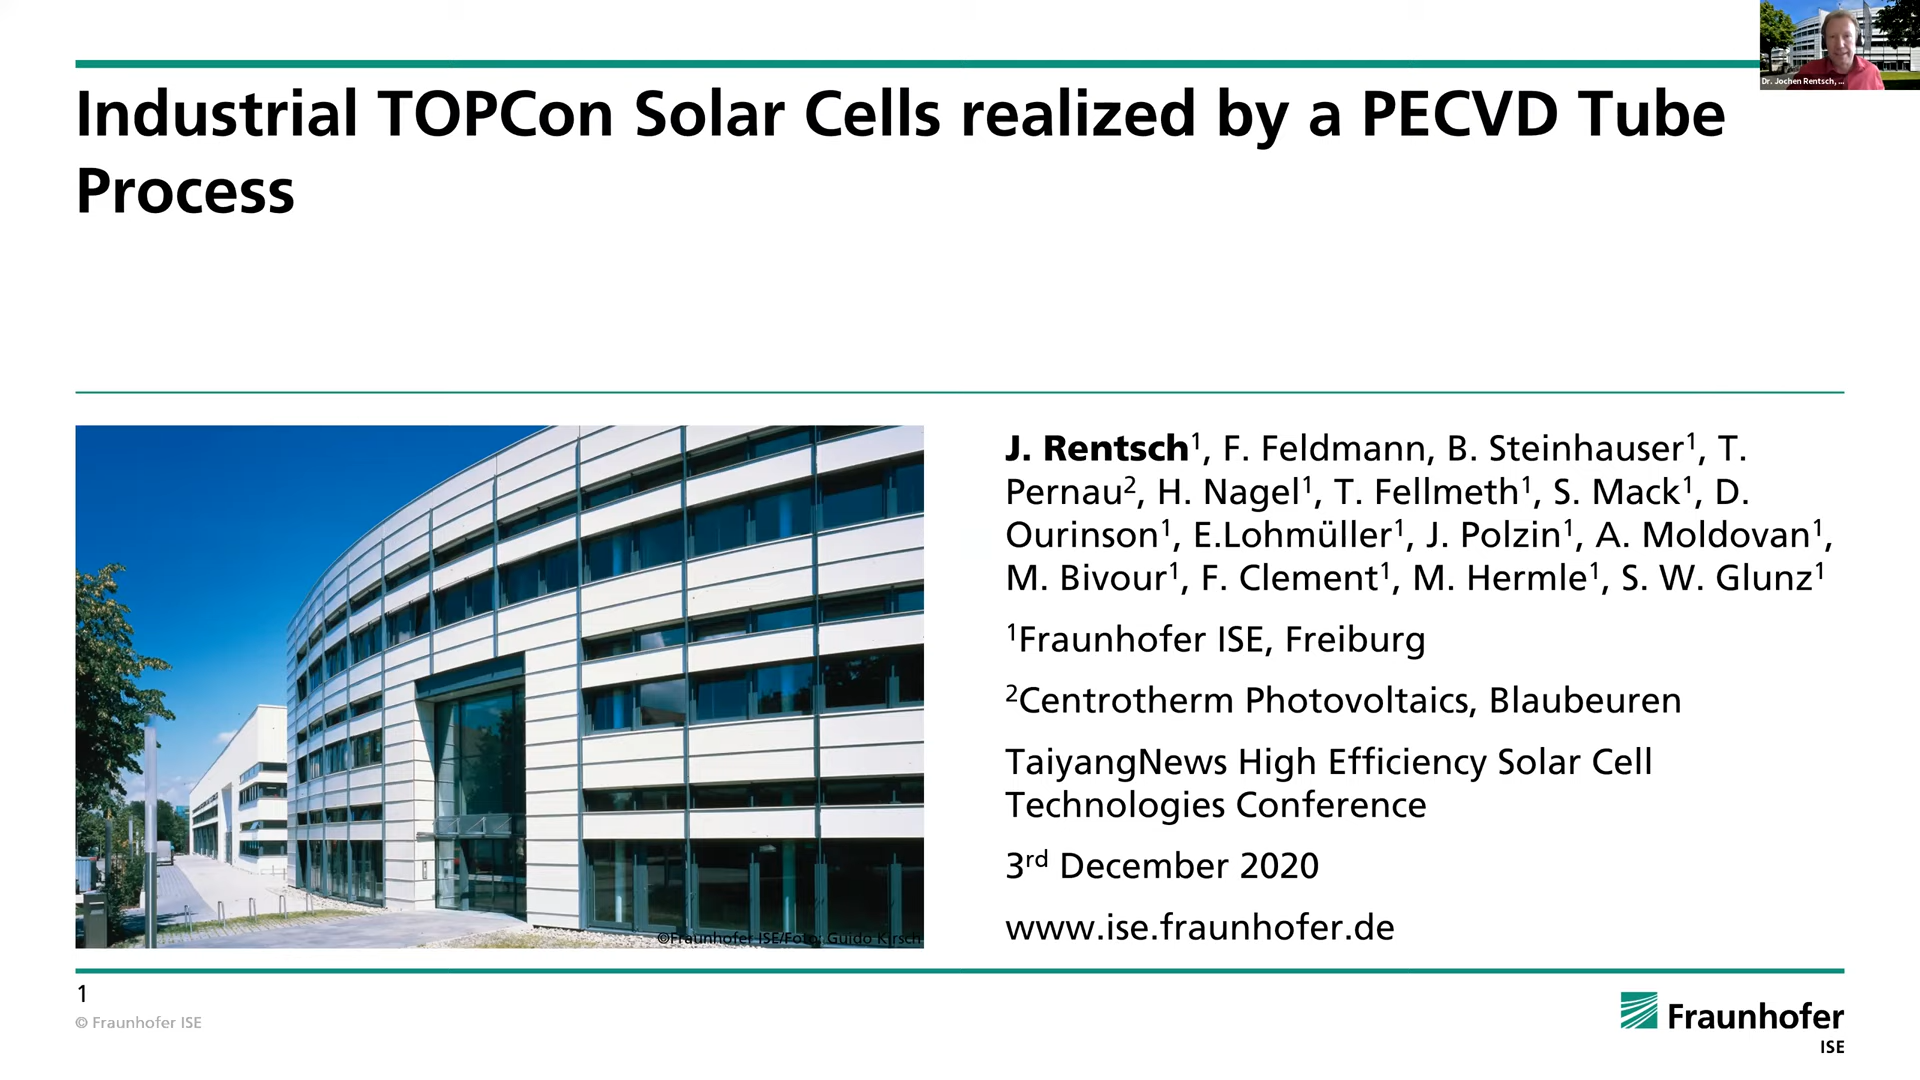 Dr. Jochen Rentsch, ...
Industrial TOPCon Solar Cells realized by a PECVD Tube
Process
J. Rentsch¹, F. Feldmann, B. Steinhauser¹, T.
Pernau², H. Nagel¹, T. Fellmeth¹, S. Mack¹, D.
Ourinson¹, E.Lohmüller¹, J. Polzin¹, A. Moldovan¹,
M. Bivour¹, F. Clement¹, M. Hermle¹, S. W. Glunz¹
¹Fraunhofer ISE, Freiburg
²Centrotherm Photovoltaics, Blaubeuren
TaiyangNews High Efficiency Solar Cell
Technologies Conference
3rd December 2020
www.ise.fraunhofer.de
©Fraunhofer ISE/Foto: Guido Kirsch
1
© Fraunhofer ISE
Fraunhofer
ISE